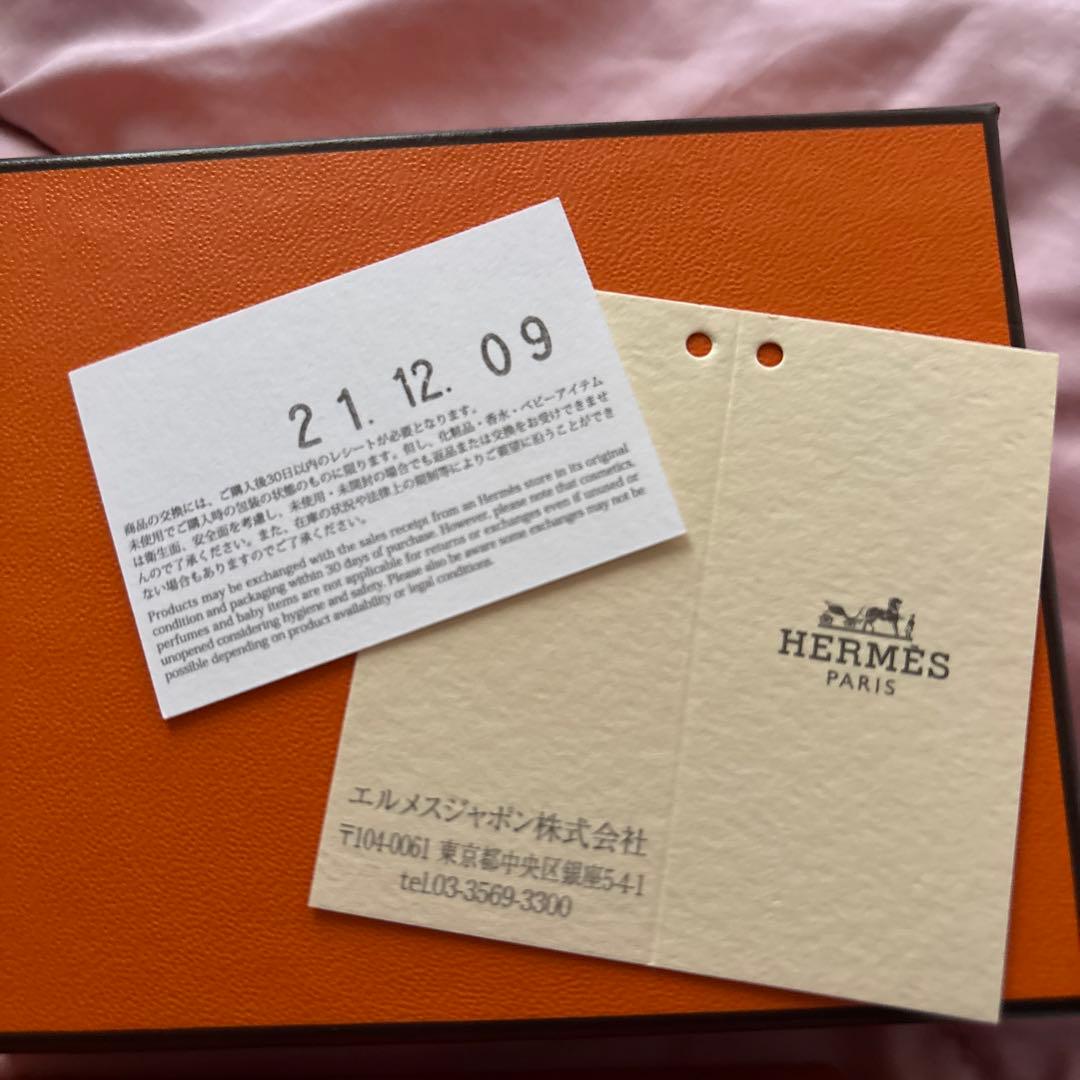 21. 12. 09
商品の交換には、ご購入後30日以内のレシートが必要となります。
未使用でご購入時の包装の状態のものに限ります。但し、化粧品・香水・ベビーアイテム
は衛生面、安全面を考慮し、未使用・未開封の場合でも返品または交換をお受けできませ
んのでご了承ください。また、在庫の状況や法律上の規制等によりご要望に沿うことができ
ない場合もありますのでご了承ください。
Products may be exchanged with the sales receipt from an Hermès store in its original
condition and packaging within 30 days of purchase. However, please note that cosmetics,
perfumes and baby items are not applicable for returns or exchanges even if unused or
unopened considering hygiene and safety. Please also be aware some exchanges may not be
possible depending on product availability or legal conditions.
HERMÈS
PARIS
エルメスジャポン株式会社
〒104-0061 東京都中央区銀座5-4-1
tel.03-3569-3300